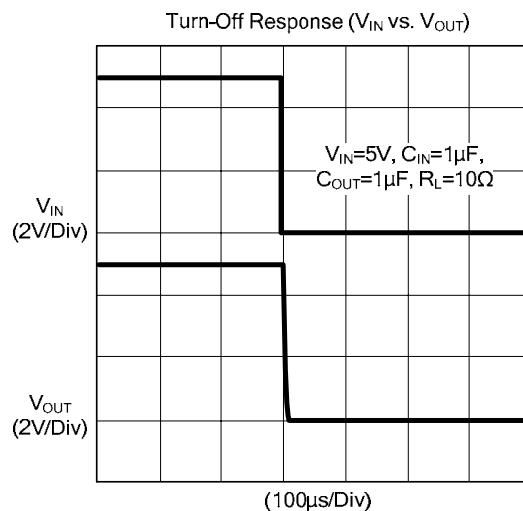 Turn-Off Response (VIN vs. VOUT)
VIN=5V, CIN=1µF,
COUT=1µF, RL=10Ω
VIN
(2V/Div)
VOUT
(2V/Div)
(100µs/Div)